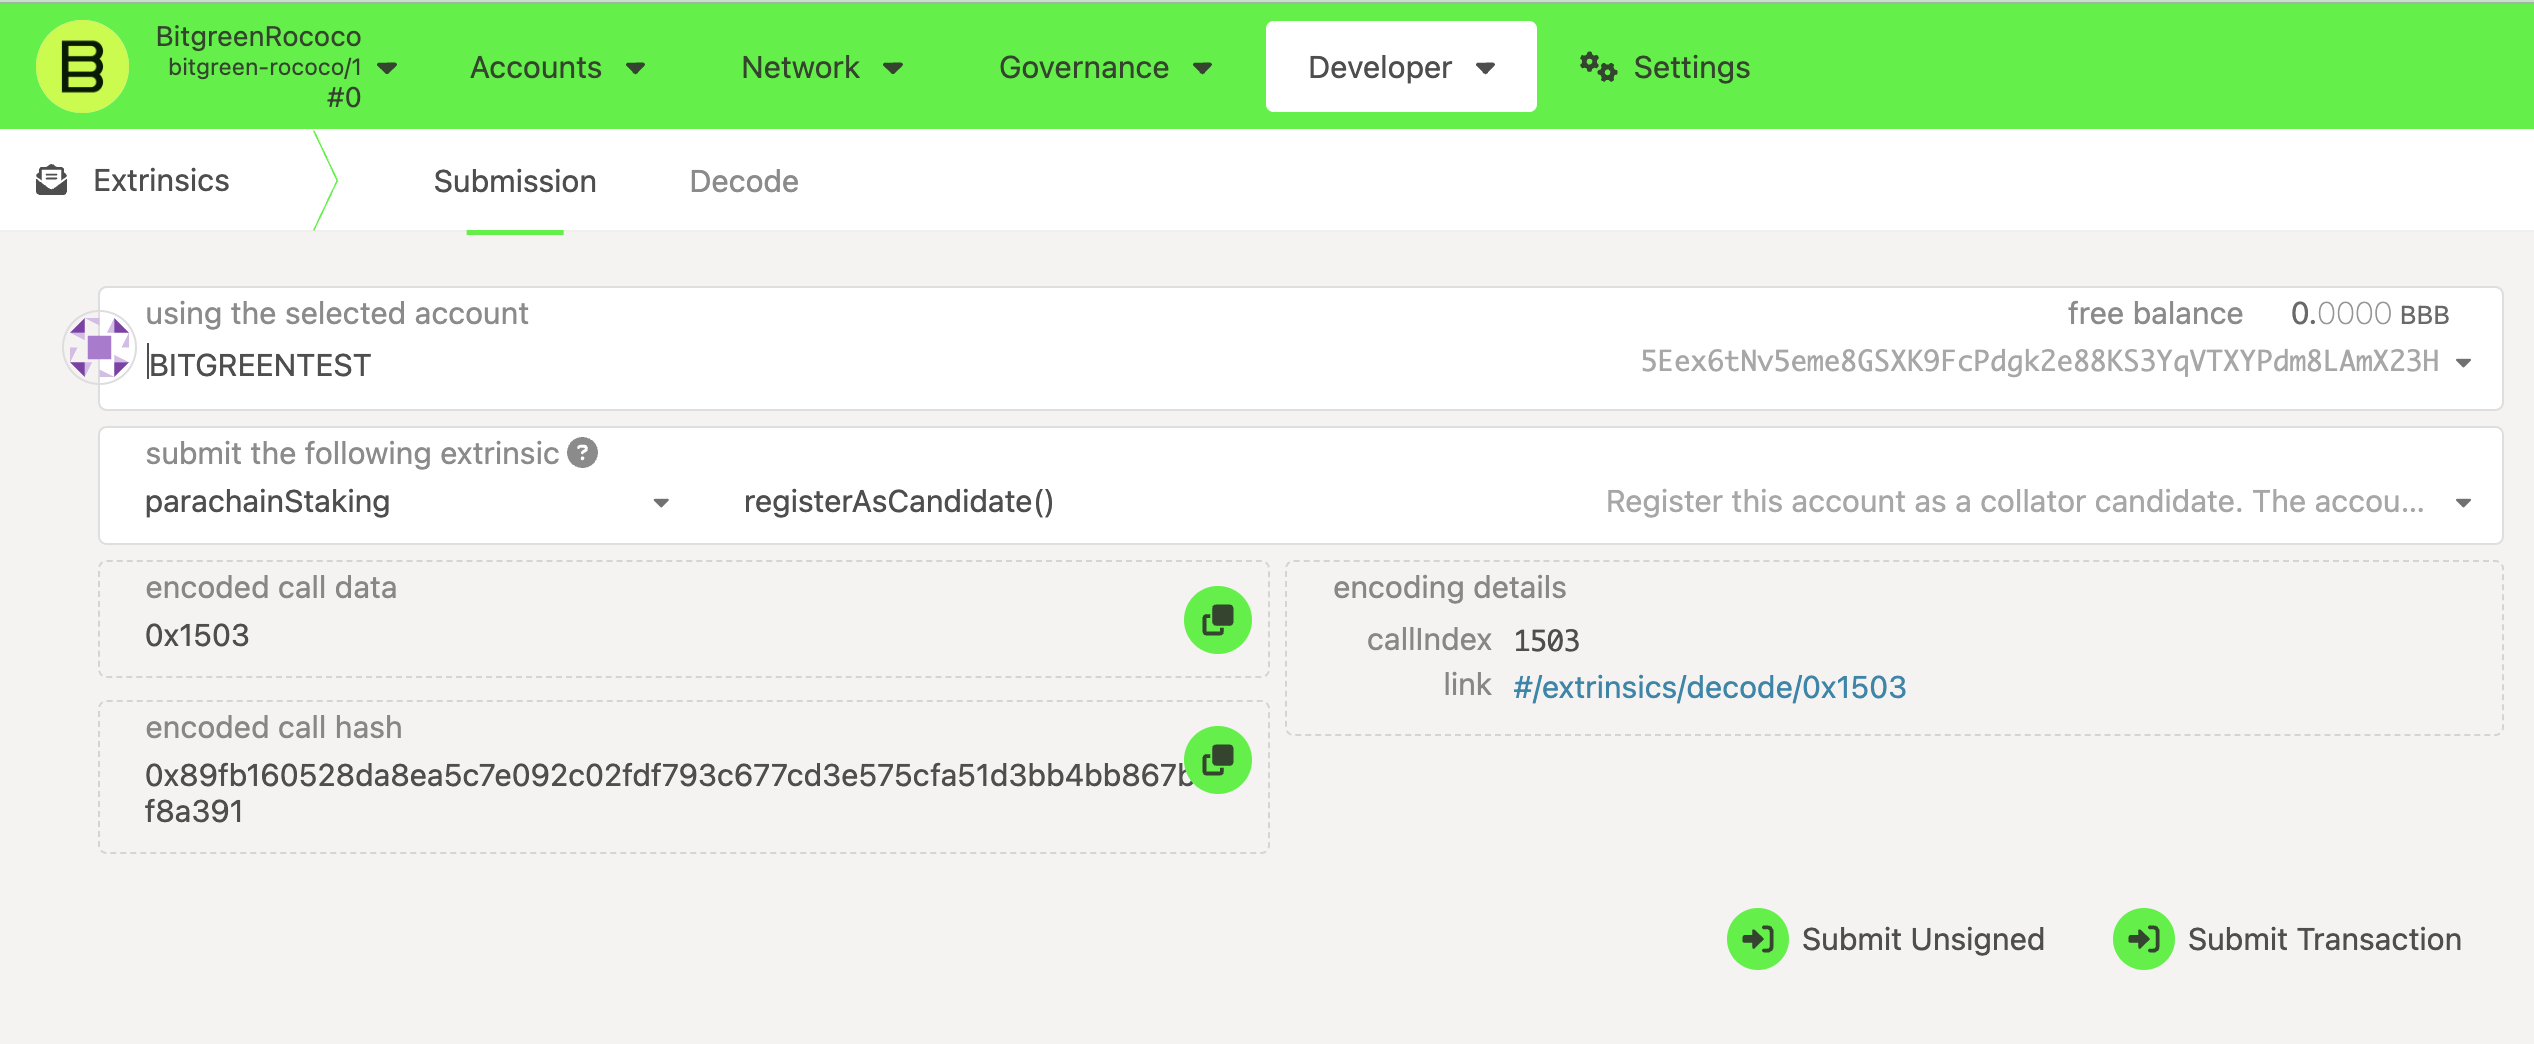 BitgreenRococo
bitgreen-rococo/1
#0
Accounts
Network
Governance
Developer
Settings
Extrinsics
Submission
Decode
using the selected account
free balance 0.0000 BBB
BITGREENTEST
5Eex6tNv5eme8GSXK9FcPdgk2e88KS3YqVTXYPdm8LAmX23H
submit the following extrinsic ?
parachainStaking
registerAsCandidate()
Register this account as a collator candidate. The accou...
encoded call data
0x1503
encoding details
callIndex 1503
link #/extrinsics/decode/0x1503
encoded call hash
0x89fb160528da8ea5c7e092c02fdf793c677cd3e575cfa51d3bb4bb867b
f8a391
Submit Unsigned
Submit Transaction